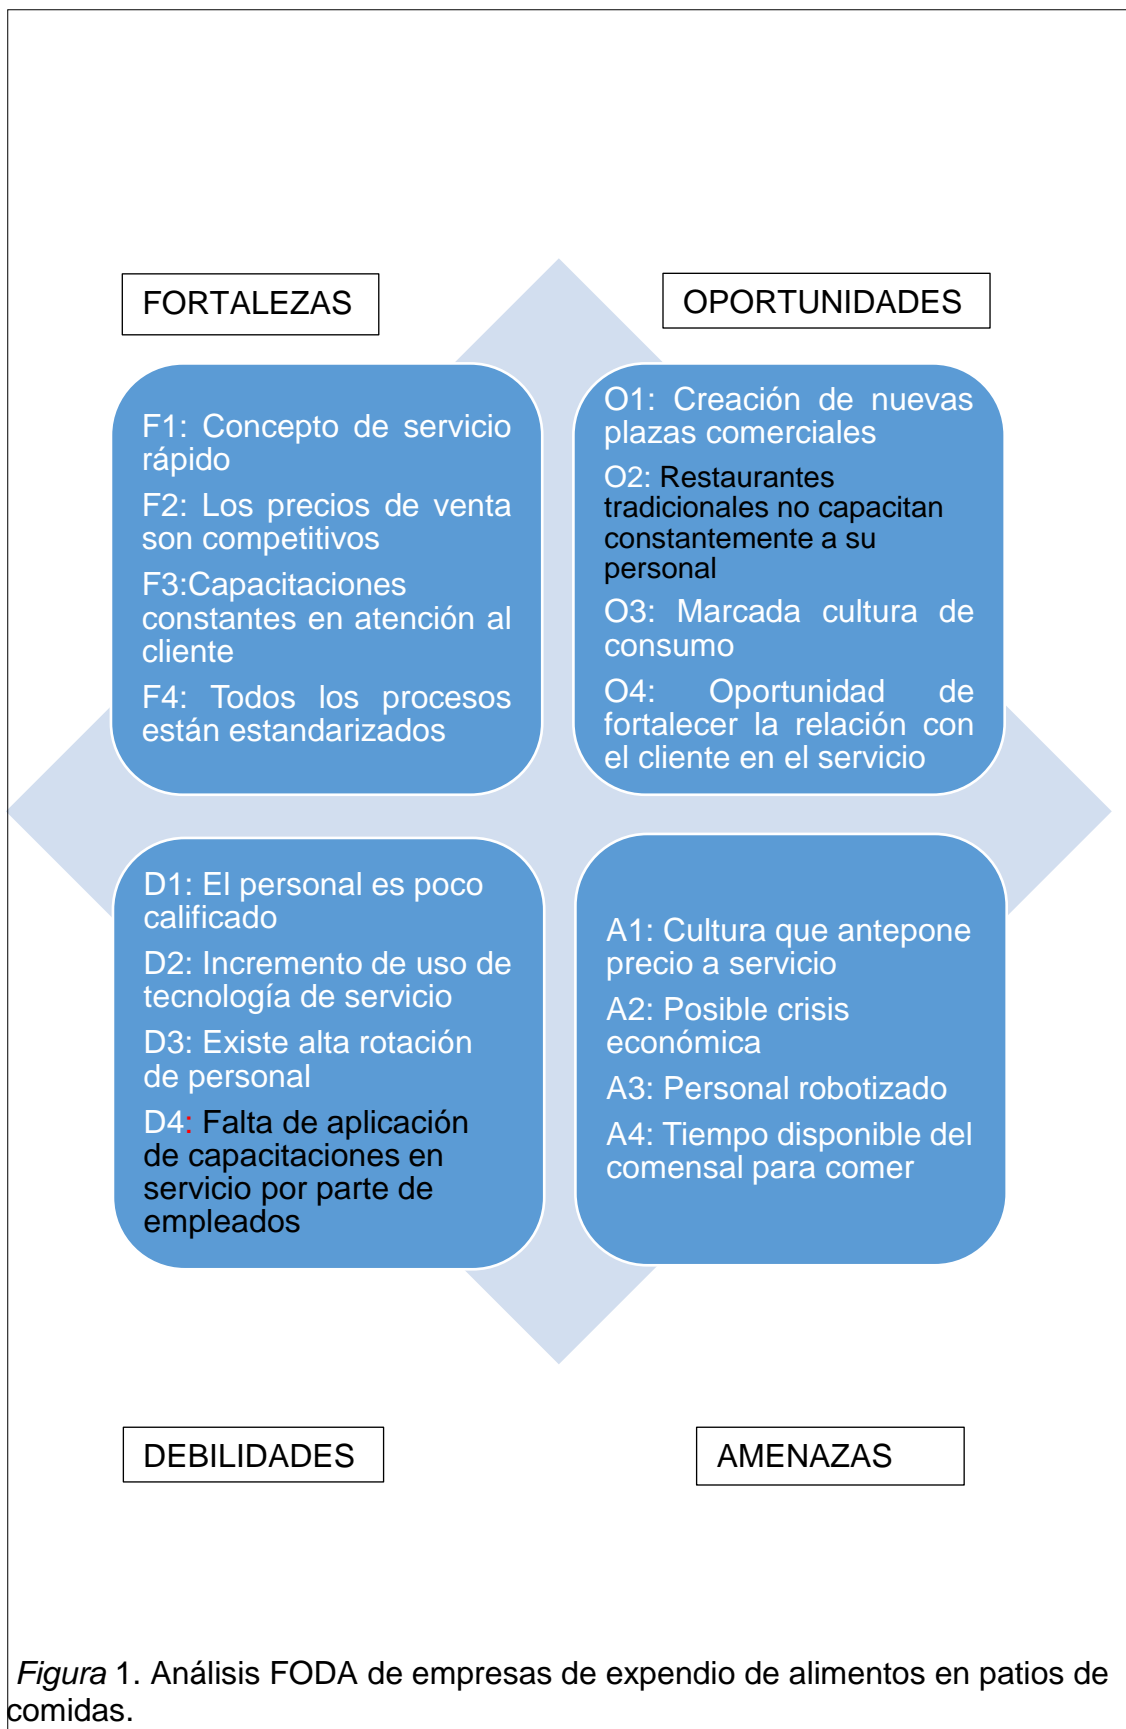 FORTALEZAS
OPORTUNIDADES
F1: Concepto de servicio
rápido
F2: Los precios de venta
son competitivos
F3:Capacitaciones
constantes en atención al
cliente
F4: Todos los procesos
están estandarizados
O1: Creación de nuevas
plazas comerciales
O2: Restaurantes
tradicionales no capacitan
constantemente a su
personal
O3: Marcada cultura de
consumo
O4: Oportunidad de
fortalecer la relación con
el cliente en el servicio
D1: El personal es poco
calificado
D2: Incremento de uso de
tecnología de servicio
D3: Existe alta rotación
de personal
D4: Falta de aplicación
de capacitaciones en
servicio por parte de
empleados
A1: Cultura que antepone
precio a servicio
A2: Posible crisis
económica
A3: Personal robotizado
A4: Tiempo disponible del
comensal para comer
DEBILIDADES
AMENAZAS
Figura 1. Análisis FODA de empresas de expendio de alimentos en patios de
comidas.